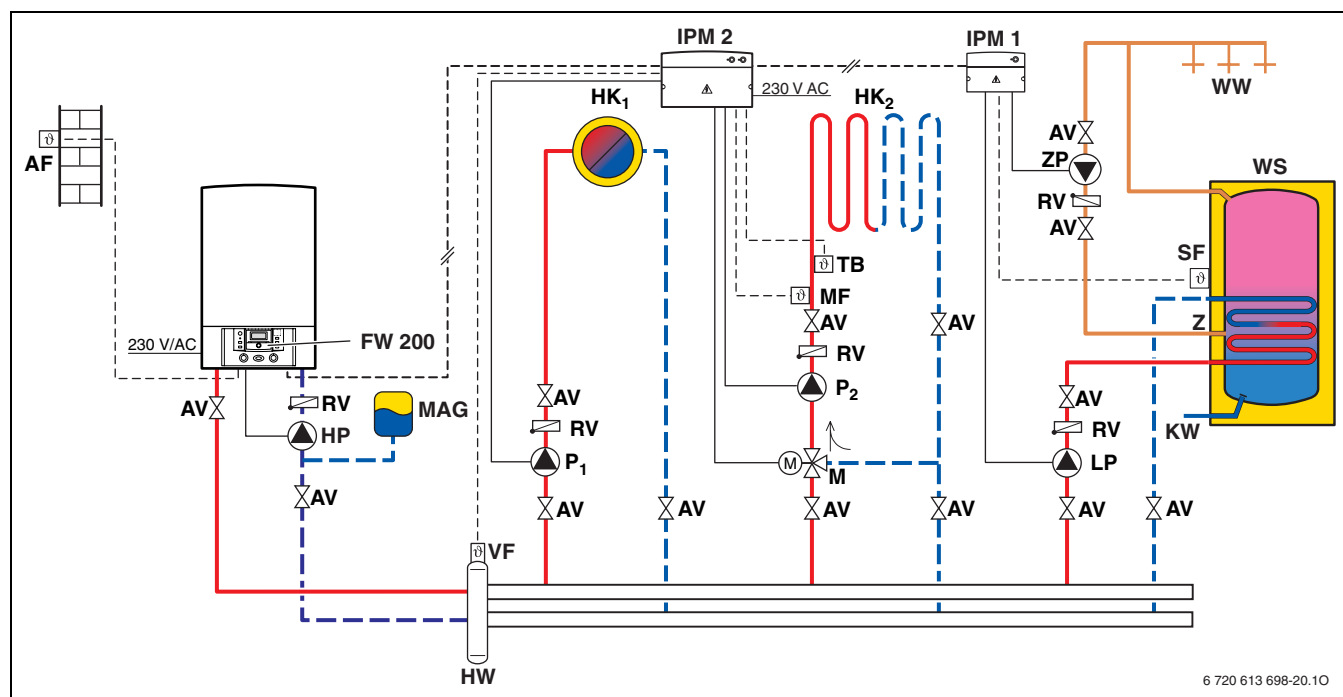 IPM 2
IPM 1
230 V AC
HK1
HK2
WW
AV
ϑ
AF
ZP
WS
RV
AV
SF
ϑ
ϑ
TB
ϑ
MF
Z
AV
AV
FW 200
230 V/AC
RV
AV
RV
MAG
AV
P2
AV
KW
HP
RV
RV
P1
M
M
LP
AV
AV
AV
AV
AV
AV
AV
ϑ
VF
HW
6 720 613 698-20.1O